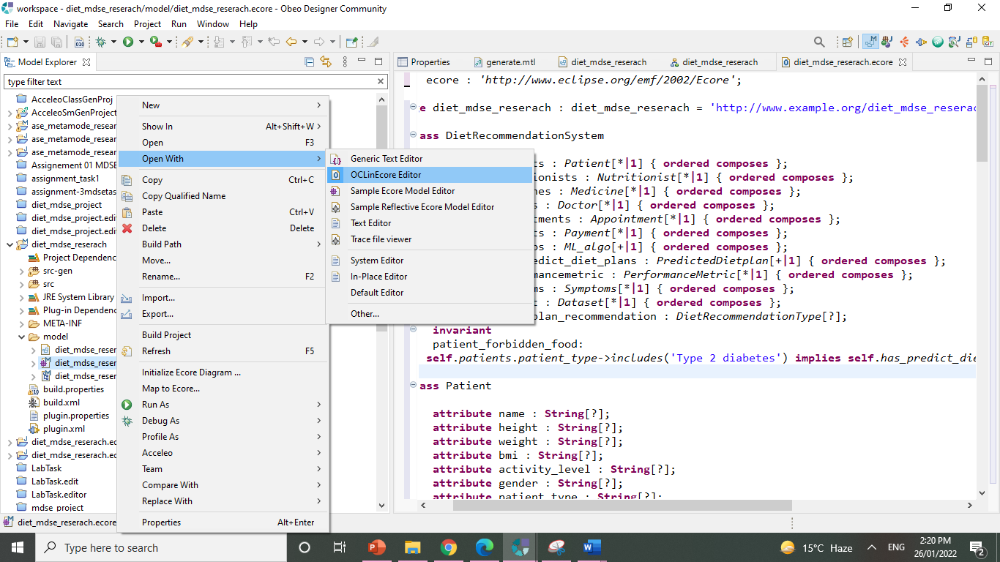 workspace - diet_mdse_reserach/model/diet_mdse_reserach.ecore - Obeo Designer Community
File Edit Navigate Search Project Run Window Help
Model Explorer
type filter text
AcceleoClassGenProj
AcceleoSmGenProject
ase_metamode_resear
ase_metamode_resear
ase_metamode_resear
Assignement 01 MDSE
assignment_task1
assignment-3mdsetas
diet_mdse_project
diet_mdse_project.edit
diet_mdse_project.edit
diet_mdse_reserach
Project Dependenc
src-gen
src
JRE System Library
Plug-in Dependenc
META-INF
model
diet_mdse_reser
diet_mdse_reser
diet_mdse_reser
build.properties
build.xml
plugin.properties
plugin.xml
diet_mdse_reserach.ec
diet_mdse_reserach.ec
LabTask
LabTask.edit
LabTask.editor
mdse_project
diet_mdse_reserach.ecore
New
Show In Alt+Shift+W
Open F3
Open With
Copy Ctrl+C
Copy Qualified Name
Paste Ctrl+V
Delete Delete
Build Path
Move...
Rename... F2
Import...
Export...
Build Project
Refresh F5
Initialize Ecore Diagram ...
Map to Ecore...
Run As
Debug As
Profile As
Acceleo
Team
Compare With
Replace With
Properties Alt+Enter
Generic Text Editor
OCLinEcore Editor
Sample Ecore Model Editor
Sample Reflective Ecore Model Editor
Text Editor
Trace file viewer
System Editor
In-Place Editor
Default Editor
Other...
Properties generate.mtl diet_mdse_reserach diet_mdse_reserach diet_mdse_reserach.ecore
ecore : 'http://www.eclipse.org/emf/2002/Ecore';
e diet_mdse_reserach : diet_mdse_reserach = 'http://www.example.org/diet_mdse_reserac
ass DietRecommendationSystem
ts : Patient[*|1] { ordered composes };
ionists : Nutritionist[*|1] { ordered composes };
nes : Medicine[*|1] { ordered composes };
s : Doctor[*|1] { ordered composes };
tments : Appointment[*|1] { ordered composes };
ts : Payment[*|1] { ordered composes };
os : ML_algo[+|1] { ordered composes };
edict_diet_plans : PredictedDietplan[+|1] { ordered composes };
mancemetric : PerformanceMetric[*|1] { ordered composes };
ms : Symptoms[*|1] { ordered composes };
t : Dataset[*|1] { ordered composes };
plan_recommendation : DietRecommendationType[?];
invariant
patient_forbidden_food:
self.patients.patient_type->includes('Type 2 diabetes') implies self.has_predict_die
ass Patient
attribute name : String[?];
attribute height : String[?];
attribute weight : String[?];
attribute bmi : String[?];
attribute activity_level : String[?];
attribute gender : String[?];
attribute patient_type : String[?];
Type here to search
15°C Haze
ENG
2:20 PM
26/01/2022
2